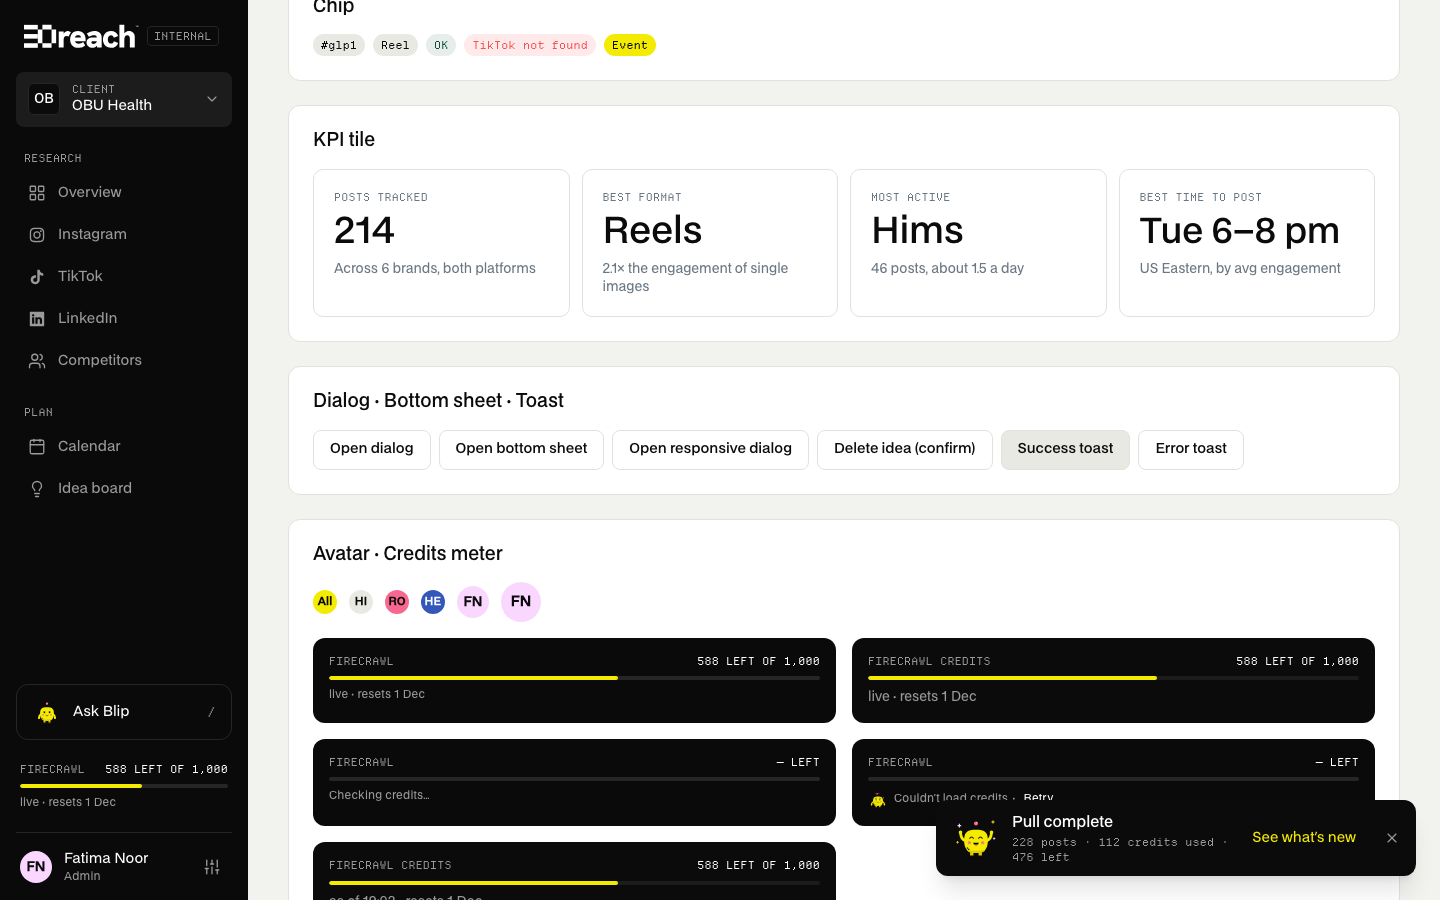 reach
INTERNAL
OB
CLIENT
OBU Health
RESEARCH
Overview
Instagram
TikTok
LinkedIn
Competitors
PLAN
Calendar
Idea board
Ask Blip
/
FIRECRAWL
588 LEFT OF 1,000
live · resets 1 Dec
FN
Fatima Noor
Admin
Chip
#glp1
Reel
OK
TikTok not found
Event
KPI tile
POSTS TRACKED
214
Across 6 brands, both platforms
BEST FORMAT
Reels
2.1× the engagement of single
images
MOST ACTIVE
Hims
46 posts, about 1.5 a day
BEST TIME TO POST
Tue 6–8 pm
US Eastern, by avg engagement
Dialog · Bottom sheet · Toast
Open dialog
Open bottom sheet
Open responsive dialog
Delete idea (confirm)
Success toast
Error toast
Avatar · Credits meter
All
HI
RO
HE
FN
FN
FIRECRAWL
588 LEFT OF 1,000
live · resets 1 Dec
FIRECRAWL CREDITS
588 LEFT OF 1,000
live · resets 1 Dec
FIRECRAWL
— LEFT
Checking credits…
FIRECRAWL
— LEFT
Couldn't load credits ·
Retry
FIRECRAWL CREDITS
588 LEFT OF 1,000
as of 19:02 · resets 1 Dec
Pull complete
228 posts · 112 credits used ·
476 left
See what's new